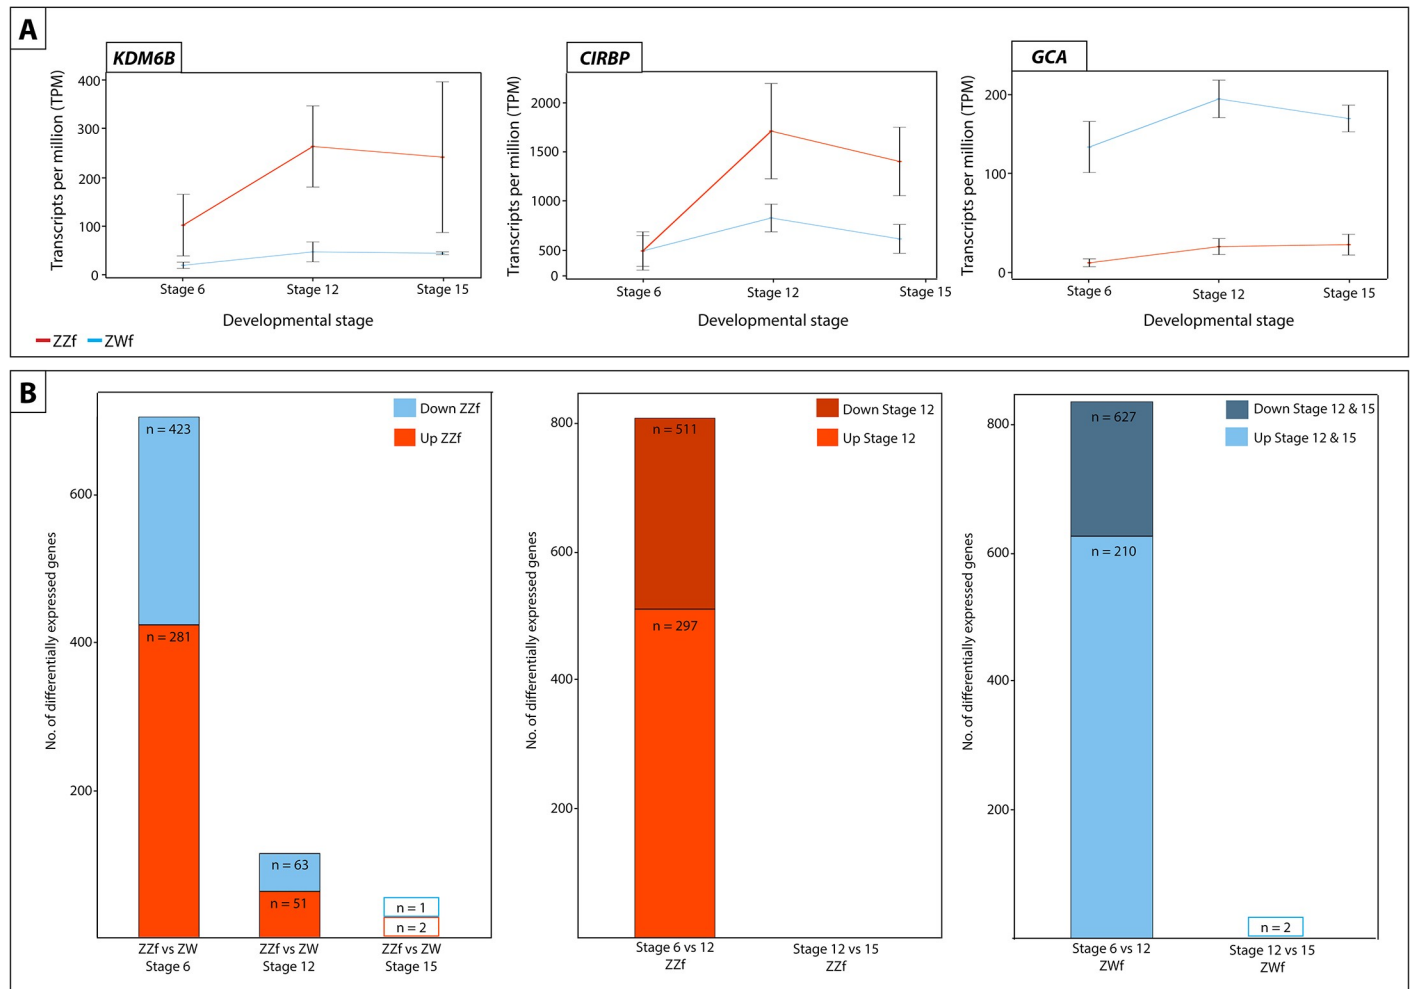 A
KDM6B
Transcripts per million (TPM)
400
300
200
100
0
Stage 6
Stage 12
Stage 15
Developmental stage
ZZf
ZWf
CIRBP
Transcripts per million (TPM)
2000
1500
1000
500
0
Stage 6
Stage 12
Stage 15
Developmental stage
GCA
Transcripts per million (TPM)
200
100
0
Stage 6
Stage 12
Stage 15
Developmental stage
B
No. of differentially expressed genes
600
400
200
Down ZZf
Up ZZf
n = 423
n = 281
n = 63
n = 51
n = 1
n = 2
ZZf vs ZW
Stage 6
ZZf vs ZW
Stage 12
ZZf vs ZW
Stage 15
No. of differentially expressed genes
800
600
400
200
Down Stage 12
Up Stage 12
n = 511
n = 297
Stage 6 vs 12
ZZf
Stage 12 vs 15
ZZf
No. of differentially expressed genes
800
600
400
200
Down Stage 12 & 15
Up Stage 12 & 15
n = 627
n = 210
n = 2
Stage 6 vs 12
ZWf
Stage 12 vs 15
ZWf